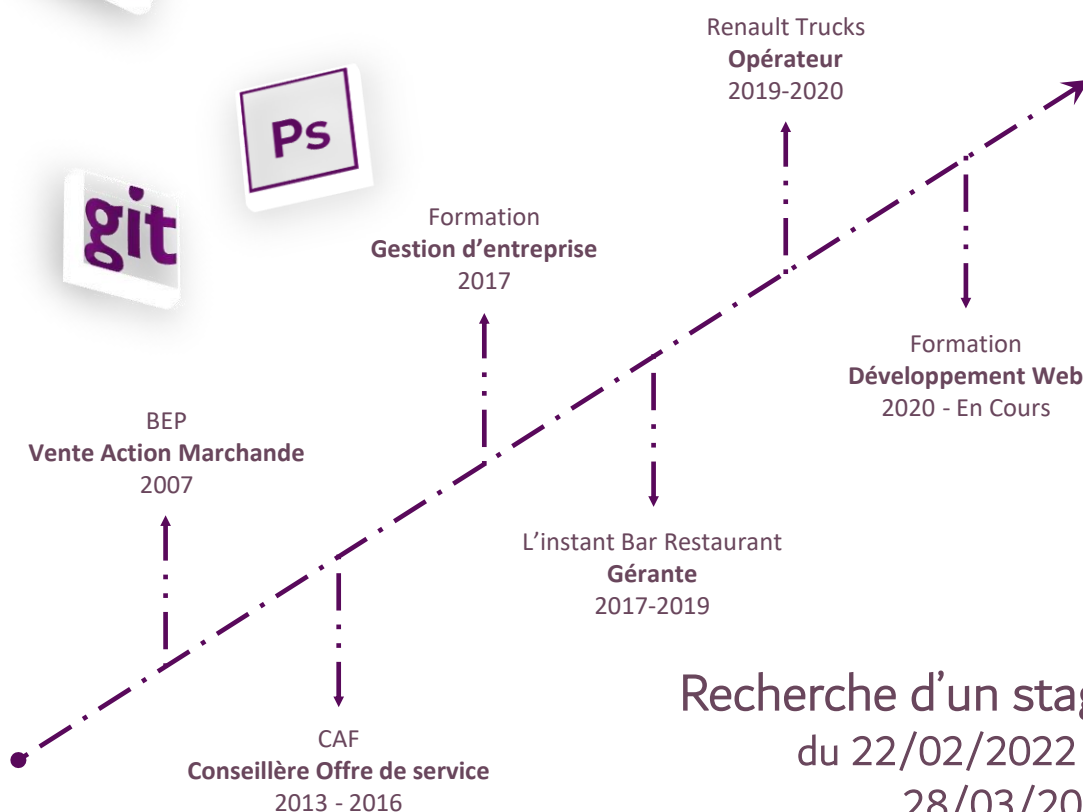 Renault Trucks
Opérateur
2019-2020
Ps
git
Formation
Gestion d’entreprise
2017
Formation
Développement Web
2020 - En Cours
BEP
Vente Action Marchande
2007
L’instant Bar Restaurant
Gérante
2017-2019
Recherche d’un
du 22/02/2022
CAF
Conseillère Offre de service
2013 - 2016